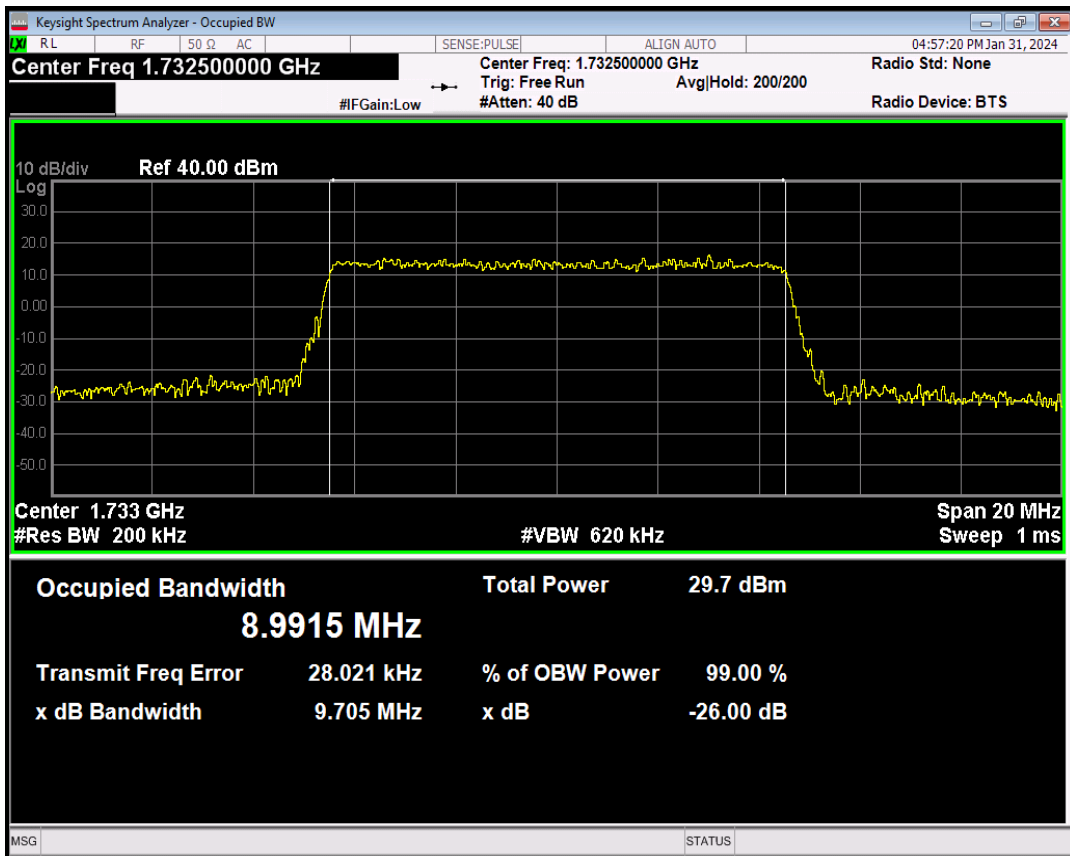 Keysight Spectrum Analyzer - Occupied BW
LXI RL RF 50 Ω AC SENSE:PULSE ALIGN AUTO 04:57:20 PM Jan 31, 2024
Center Freq 1.732500000 GHz Center Freq: 1.732500000 GHz Radio Std: None
Trig: Free Run Avg|Hold: 200/200
#IFGain:Low #Atten: 40 dB Radio Device: BTS
10 dB/div Ref 40.00 dBm
Log
30.0
20.0
10.0
0.00
-10.0
-20.0
-30.0
-40.0
-50.0
Center 1.733 GHz Span 20 MHz
#Res BW 200 kHz #VBW 620 kHz Sweep 1 ms
Occupied Bandwidth Total Power 29.7 dBm
8.9915 MHz
Transmit Freq Error 28.021 kHz % of OBW Power 99.00 %
x dB Bandwidth 9.705 MHz x dB -26.00 dB
MSG STATUS